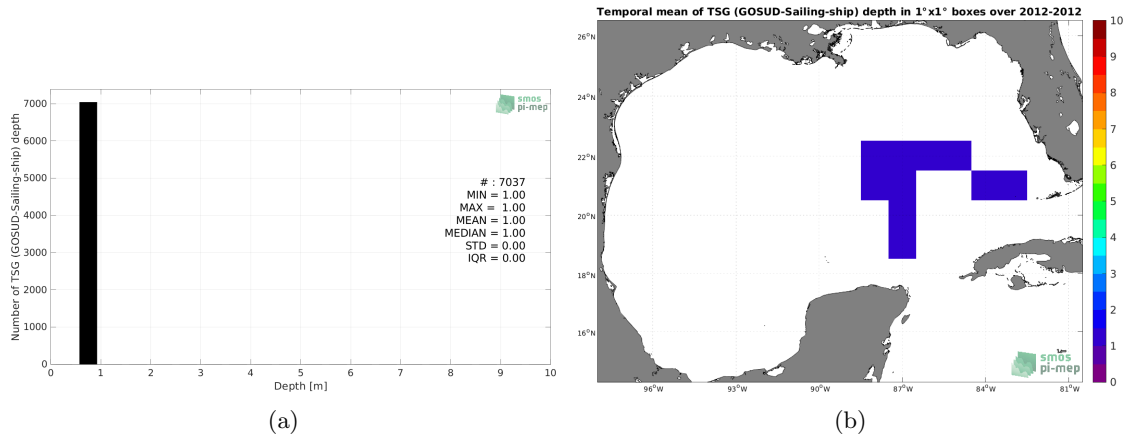 7000
6000
5000
4000
3000
2000
1000
0
Number of TSG (GOSUD-Sailing-ship) depth
0 1 2 3 4 5 6 7 8 9 10
Depth [m]
smos
pi-mep
# : 7037
MIN = 1.00
MAX = 1.00
MEAN = 1.00
MEDIAN = 1.00
STD = 0.00
IQR = 0.00
(a)
Temporal mean of TSG (GOSUD-Sailing-ship) depth in 1°x1° boxes over 2012-2012
26°N
24°N
22°N
20°N
18°N
16°N
96°W 93°W 90°W 87°W 84°W 81°W
smos
pi-mep
10
9
8
7
6
5
4
3
2
1
0
(b)